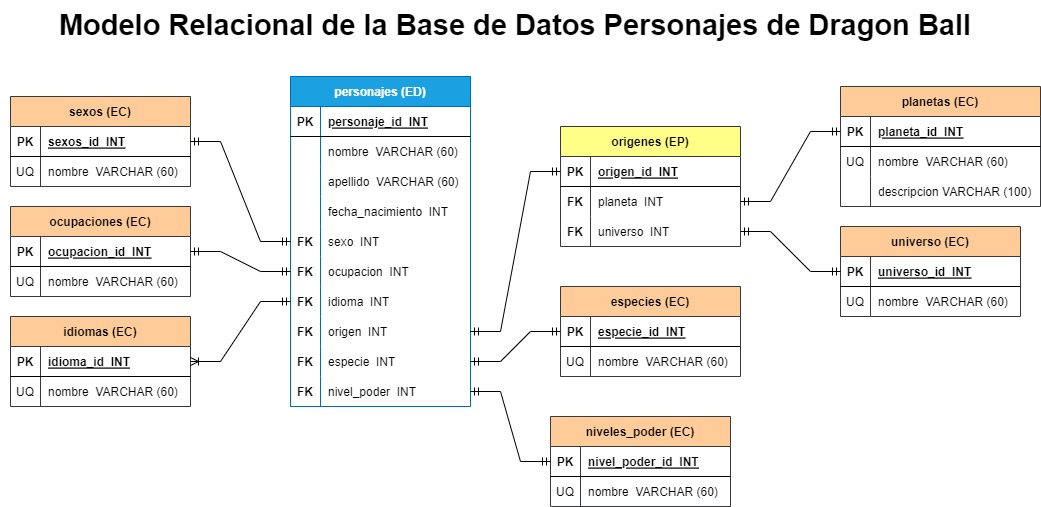 Modelo Relacional de la Base de Datos Personajes de Dragon Ball
sexos (EC)
PK sexos_id INT
UQ nombre VARCHAR (60)
ocupaciones (EC)
PK ocupacion_id INT
UQ nombre VARCHAR (60)
idiomas (EC)
PK idioma_id INT
UQ nombre VARCHAR (60)
personajes (ED)
PK personaje_id INT
nombre VARCHAR (60)
apellido VARCHAR (60)
fecha_nacimiento INT
FK sexo INT
FK ocupacion INT
FK idioma INT
FK origen INT
FK especie INT
FK nivel_poder INT
origenes (EP)
PK origen_id INT
FK planeta INT
FK universo INT
especies (EC)
PK especie_id INT
UQ nombre VARCHAR (60)
niveles_poder (EC)
PK nivel_poder_id INT
UQ nombre VARCHAR (60)
planetas (EC)
PK planeta_id INT
UQ nombre VARCHAR (60)
descripcion VARCHAR (100)
universo (EC)
PK universo_id INT
UQ nombre VARCHAR (60)